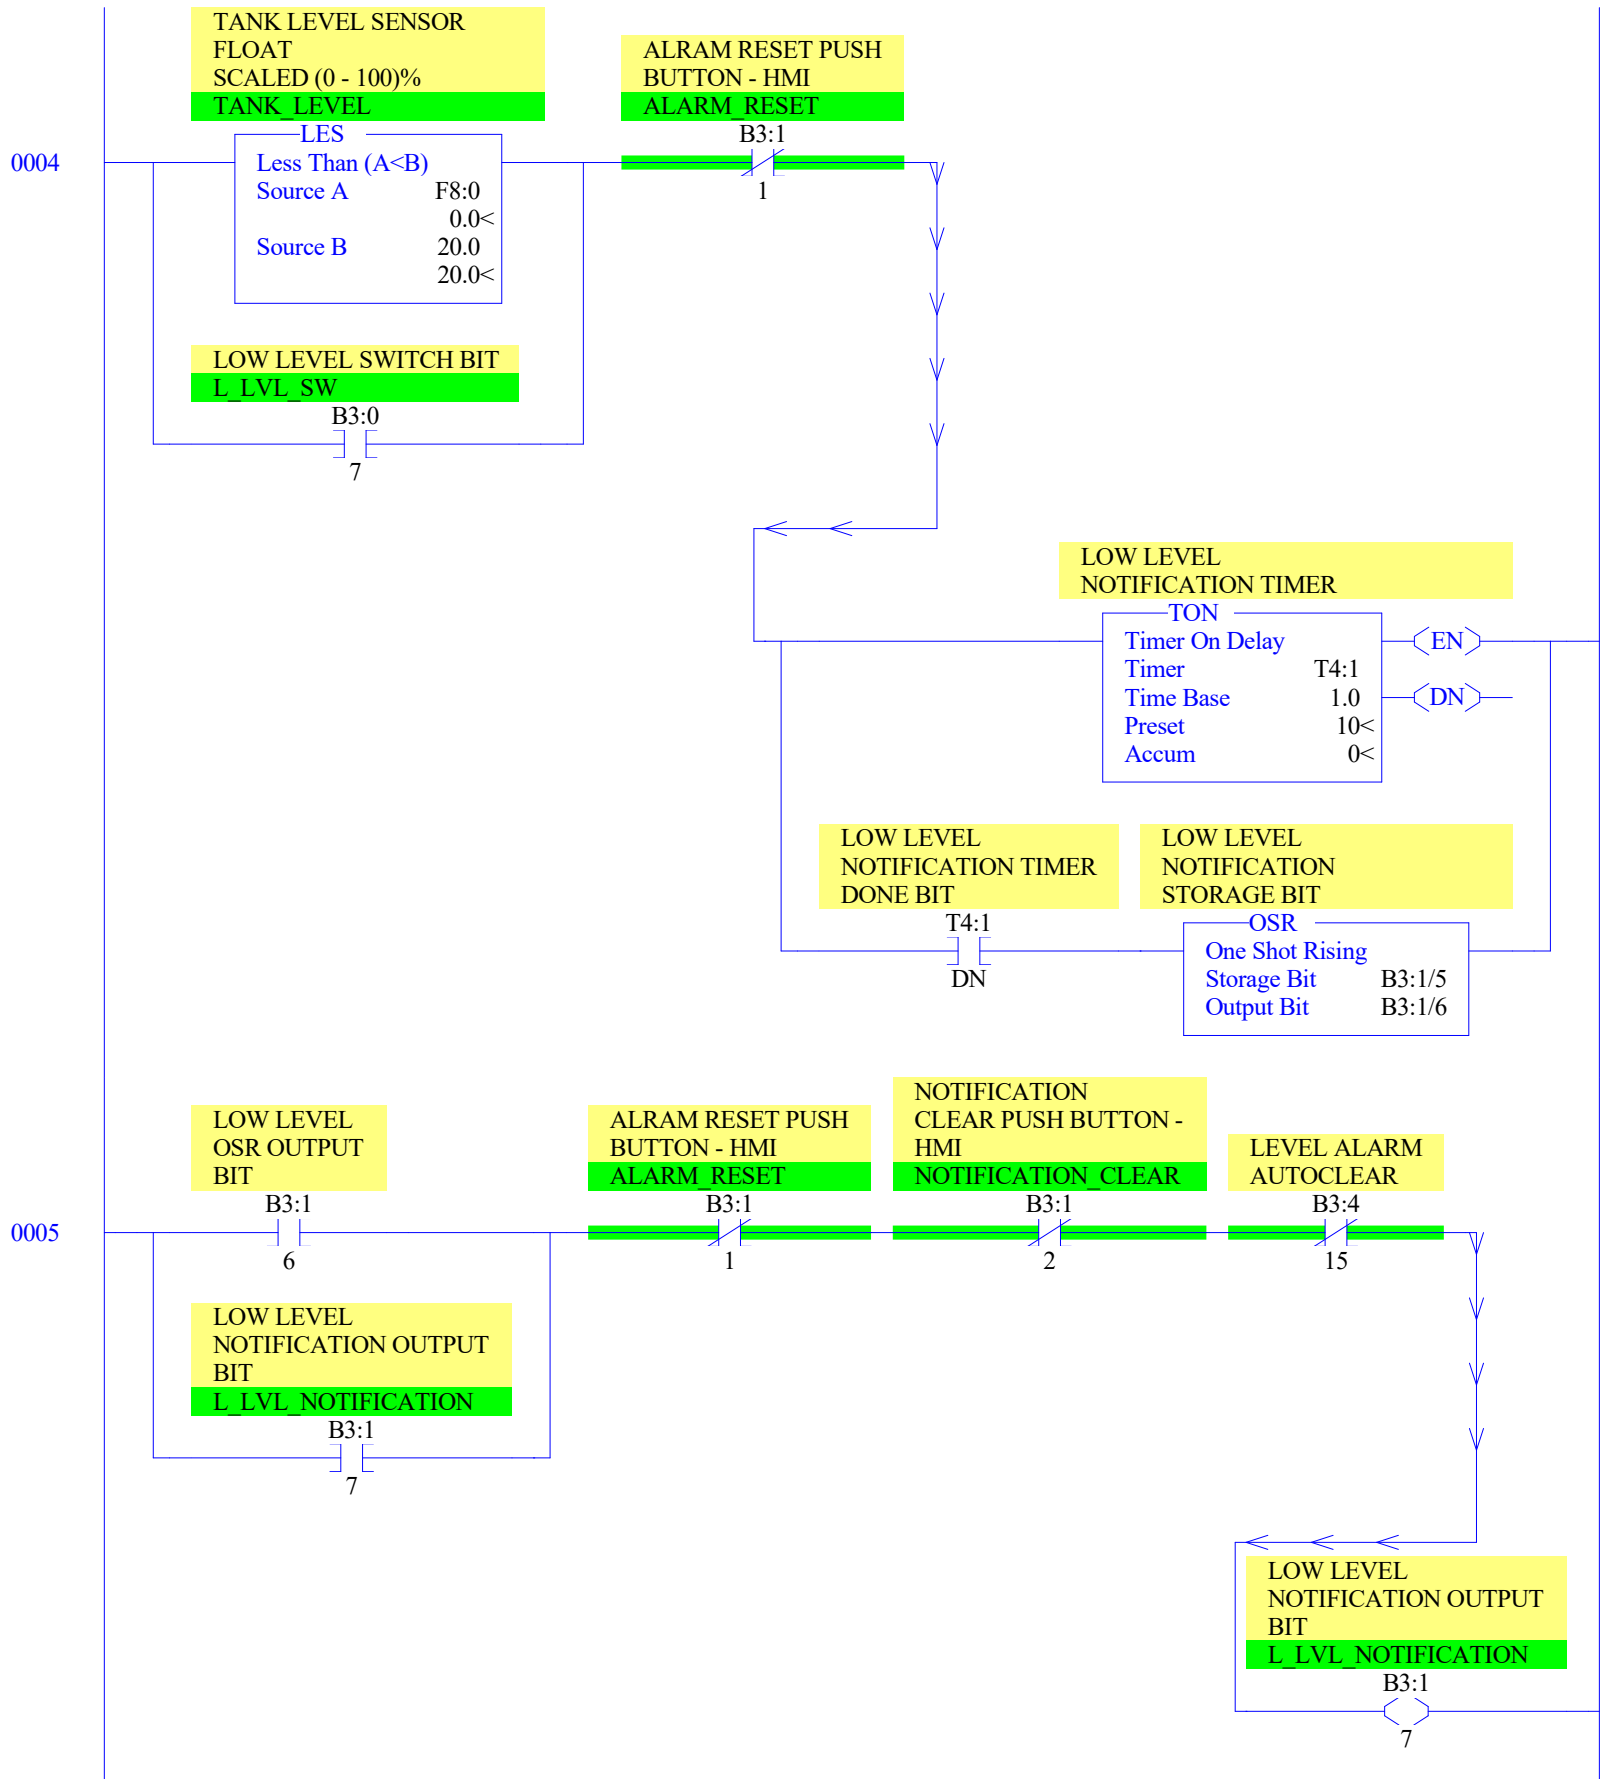 TANK LEVEL SENSOR
FLOAT
SCALED (0 - 100)%
TANK_LEVEL
ALRAM RESET PUSH
BUTTON - HMI
ALARM_RESET
B3:1
1
0004
LES
Less Than (A<B)
Source A F8:0
0.0<
Source B 20.0
20.0<
LOW LEVEL SWITCH BIT
L_LVL_SW
B3:0
7
LOW LEVEL
NOTIFICATION TIMER
TON
Timer On Delay
Timer T4:1
Time Base 1.0
Preset 10<
Accum 0<
EN
DN
LOW LEVEL
NOTIFICATION TIMER
DONE BIT
T4:1
DN
LOW LEVEL
NOTIFICATION
STORAGE BIT
OSR
One Shot Rising
Storage Bit B3:1/5
Output Bit B3:1/6
0005
LOW LEVEL
OSR OUTPUT
BIT
B3:1
6
ALRAM RESET PUSH
BUTTON - HMI
ALARM_RESET
B3:1
1
NOTIFICATION
CLEAR PUSH BUTTON -
HMI
NOTIFICATION_CLEAR
B3:1
2
LEVEL ALARM
AUTOCLEAR
B3:4
15
LOW LEVEL
NOTIFICATION OUTPUT
BIT
L_LVL_NOTIFICATION
B3:1
7
LOW LEVEL
NOTIFICATION OUTPUT
BIT
L_LVL_NOTIFICATION
B3:1
7